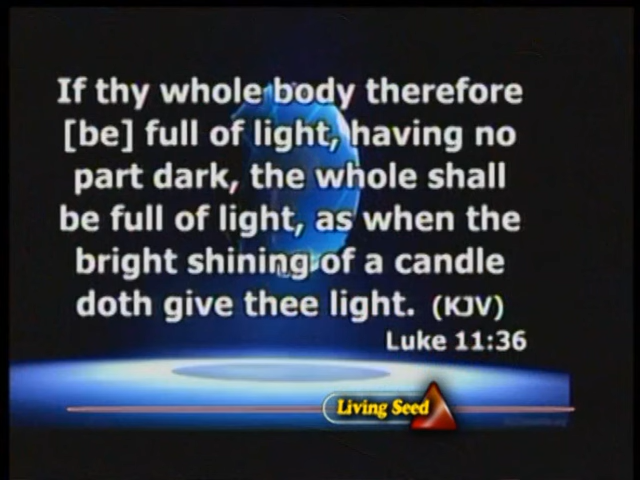 If thy whole body therefore
[be] full of light, having no
part dark, the whole shall
be full of light, as when the
bright shining of a candle
doth give thee light. (KJV)
Luke 11:36
Living Seed